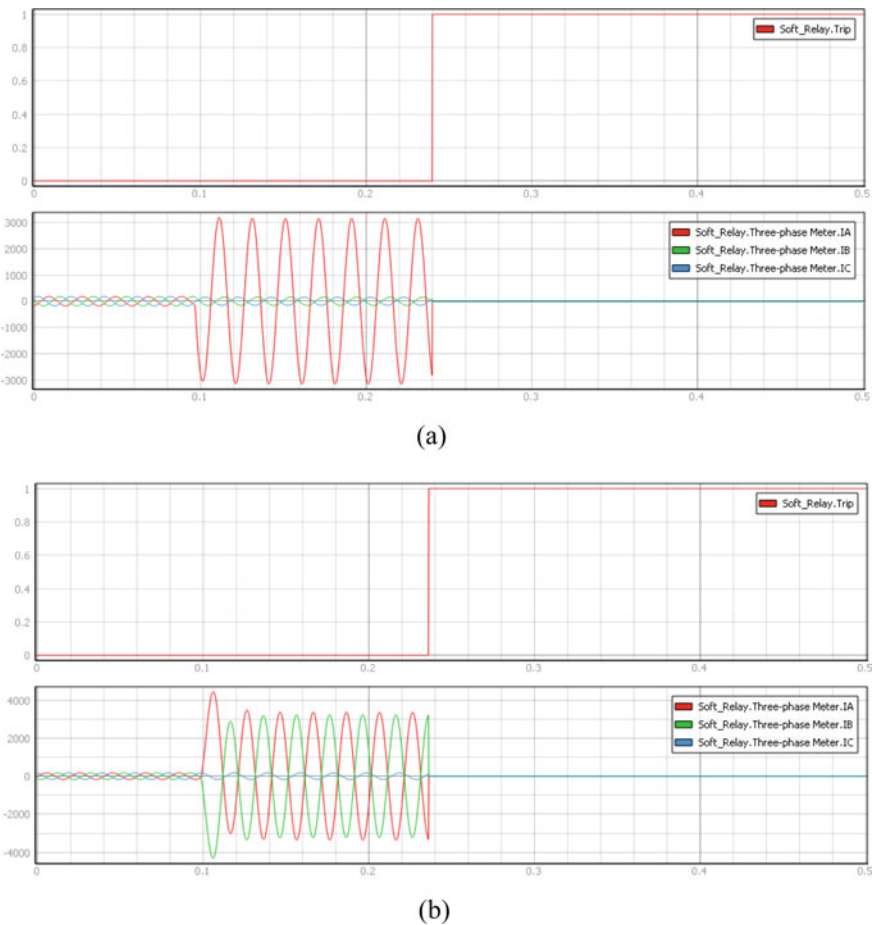 1
0.8
0.6
0.4
0.2
0
Soft_Relay.Trip
0 0.1 0.2 0.3 0.4 0.5
3000
2000
1000
0
-1000
-2000
-3000
Soft_Relay.Three-phase Meter.IA
Soft_Relay.Three-phase Meter.IB
Soft_Relay.Three-phase Meter.IC
0 0.1 0.2 0.3 0.4 0.5
(a)
1
0.8
0.6
0.4
0.2
0
Soft_Relay.Trip
0 0.1 0.2 0.3 0.4 0.5
4000
2000
0
-2000
-4000
Soft_Relay.Three-phase Meter.IA
Soft_Relay.Three-phase Meter.IB
Soft_Relay.Three-phase Meter.IC
0 0.1 0.2 0.3 0.4 0.5
(b)